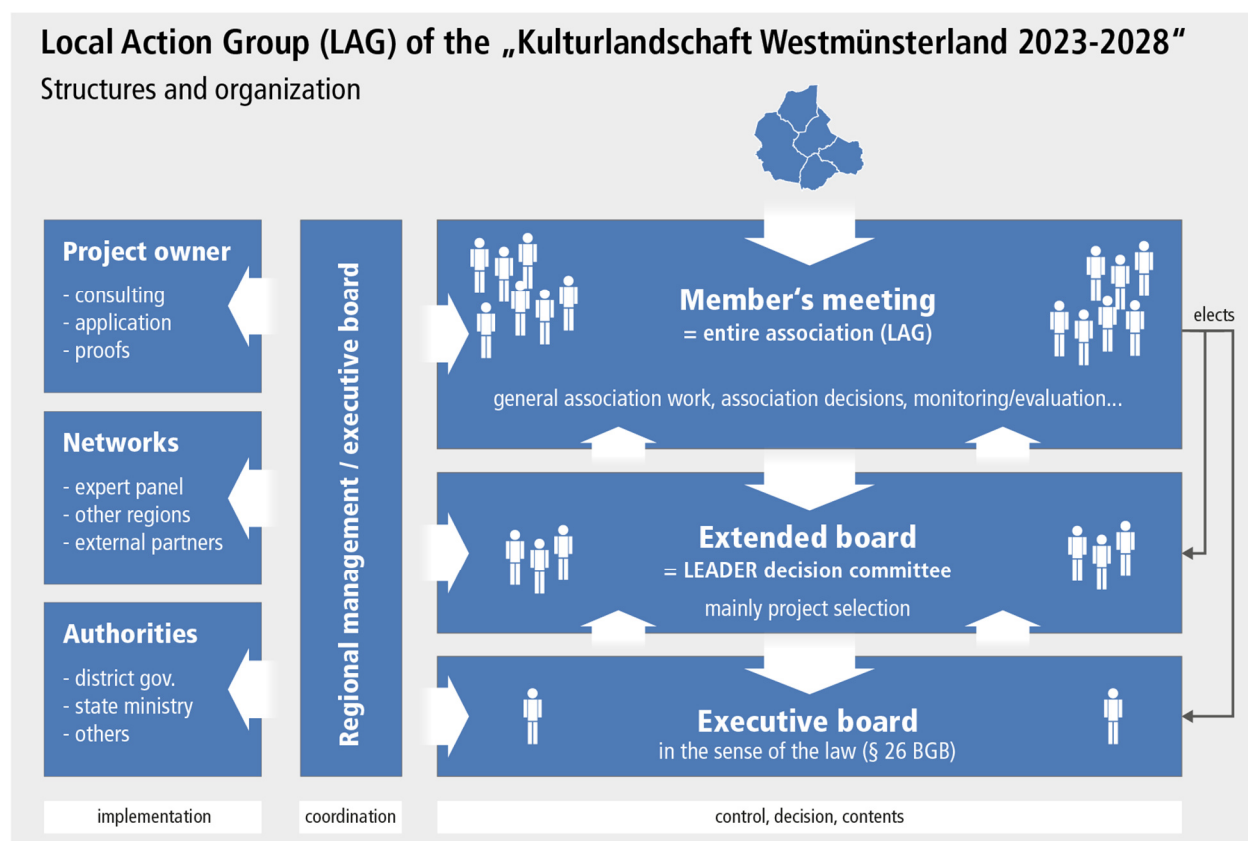 Local Action Group (LAG) of the „Kulturlandschaft Westmünsterland 2023-2028“
Structures and organization
Project owner
- consulting
- application
- proofs
Networks
- expert panel
- other regions
- external partners
Authorities
- district gov.
- state ministry
- others
Regional management / executive board
Member‘s meeting
= entire association (LAG)
general association work, association decisions, monitoring/evaluation...
elects
Extended board
= LEADER decision committee
mainly project selection
Executive board
in the sense of the law (§ 26 BGB)
implementation
coordination
control, decision, contents